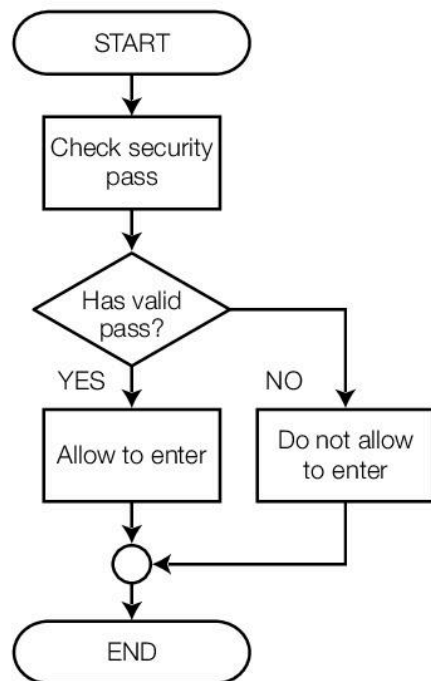 START
Check security
pass
Has valid
pass?
YES
NO
Allow to enter
Do not allow
to enter
END